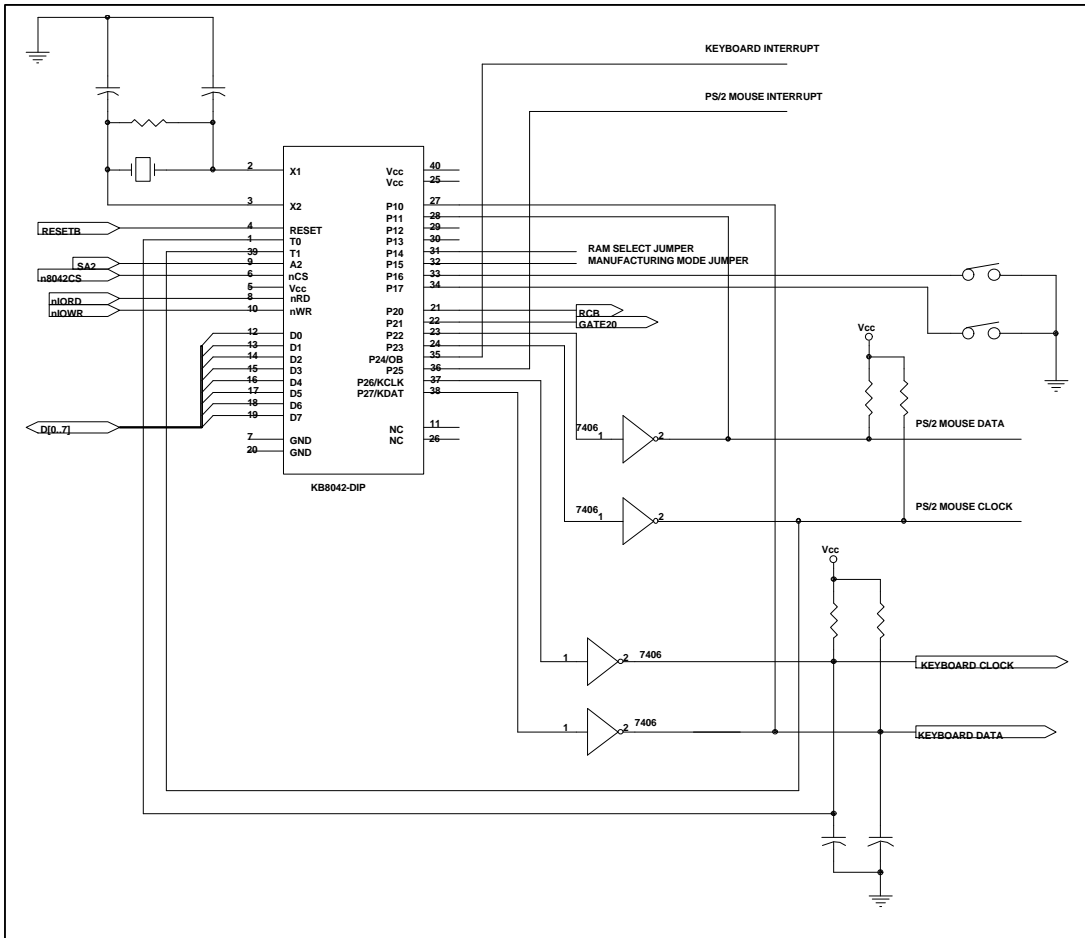 KEYBOARD INTERRUPT
PS/2 MOUSE INTERRUPT
2 X1 Vcc 40
Vcc 25
3 X2 P10 27
P11 28
RESETB 4 RESET P12 29
1 T0 P13 30
39 T1 P14 31 RAM SELECT JUMPER
SA2 9 A2 P15 32 MANUFACTURING MODE JUMPER
n8042CS 6 nCS P16 33
5 Vcc P17 34
nIORD 8 nRD
nIOWR 10 nWR P20 21 RCB
P21 22 GATE20
12 D0 P22 23
13 D1 P23 24
14 D2 P24/OB 35
15 D3 P25 36
16 D4 P26/KCLK 37
17 D5 P27/KDAT 38
18 D6
19 D7
D[0..7] NC 11
7 GND NC 26
20 GND
KB8042-DIP
Vcc
7406
1 2
PS/2 MOUSE DATA
7406
1 2
PS/2 MOUSE CLOCK
Vcc
1 2 7406
KEYBOARD CLOCK
1 2 7406
KEYBOARD DATA